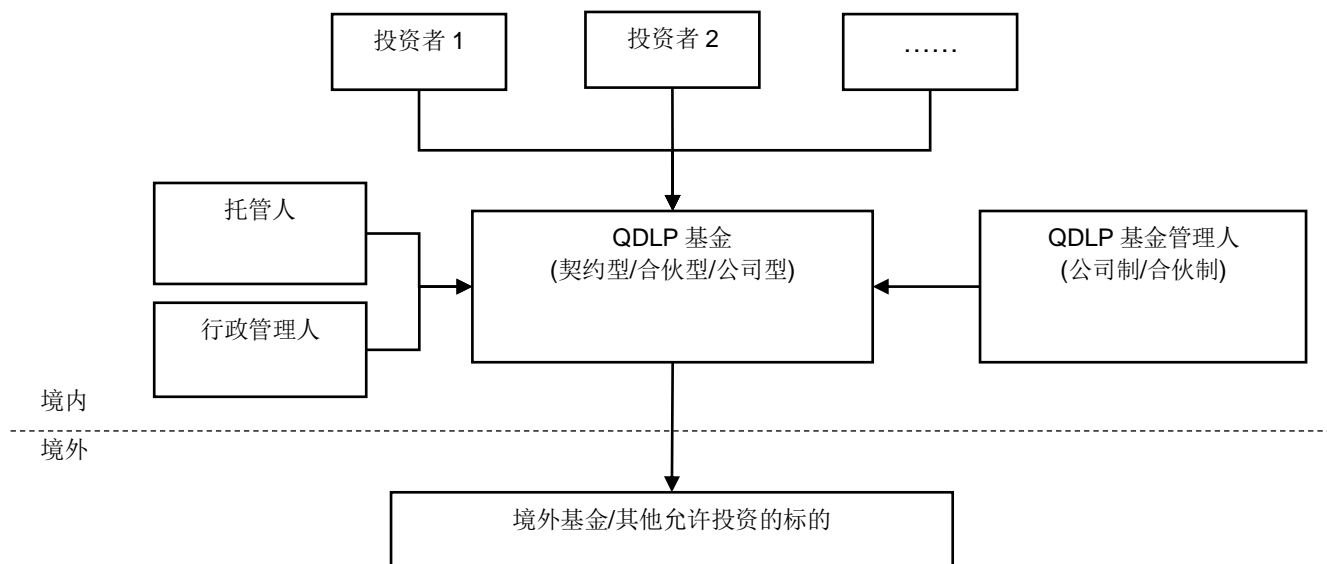 投资者 1
投资者 2
……
托管人
QDLP 基金
(契约型/合伙型/公司型)
QDLP 基金管理人
(公司制/合伙制)
行政管理人
境内
境外
境外基金/其他允许投资的标的